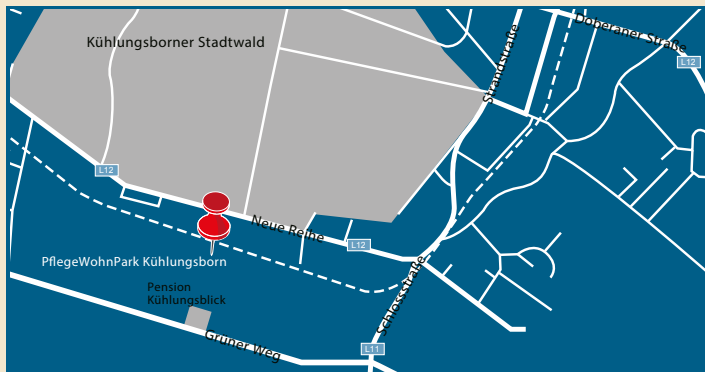 Kühlungsborner Stadtwald
Strandstraße
Doberaner Straße
L12
L12
Neue Reihe
L12
PflegeWohnPark Kühlungsborn
Pension
Kühlungsblick
Schlossstraße
Grüner Weg
L11